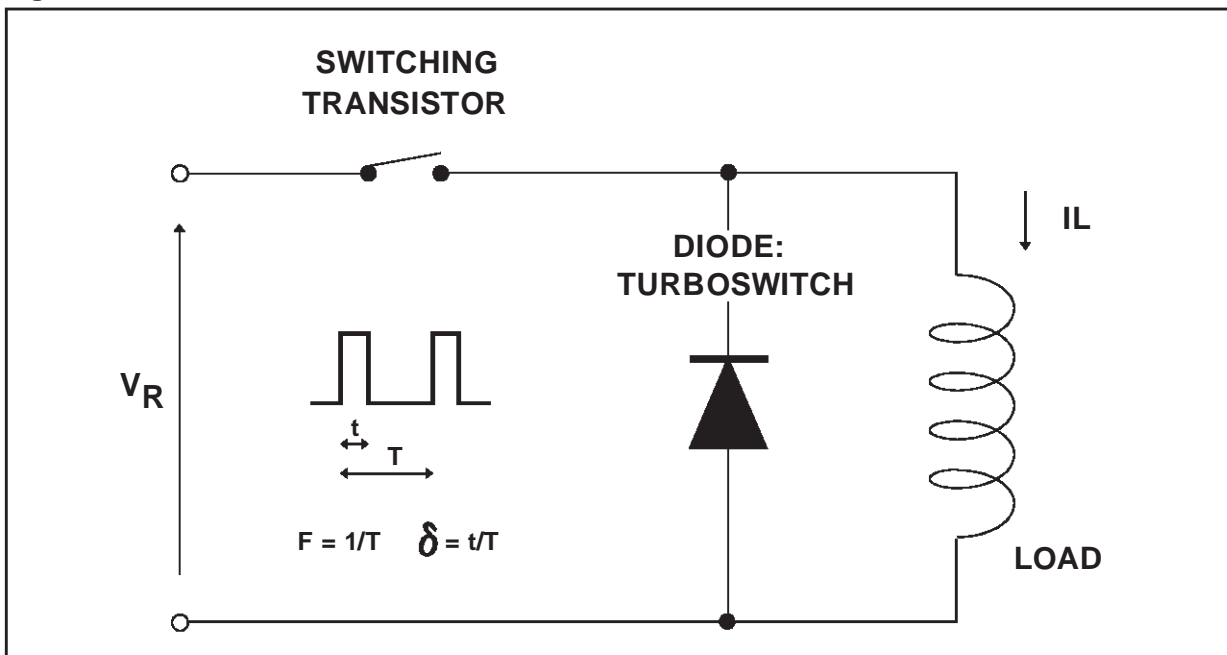 SWITCHING
TRANSISTOR
IL
DIODE:
TURBOSWITCH
VR
t
T
F = 1/T δ = t/T
LOAD